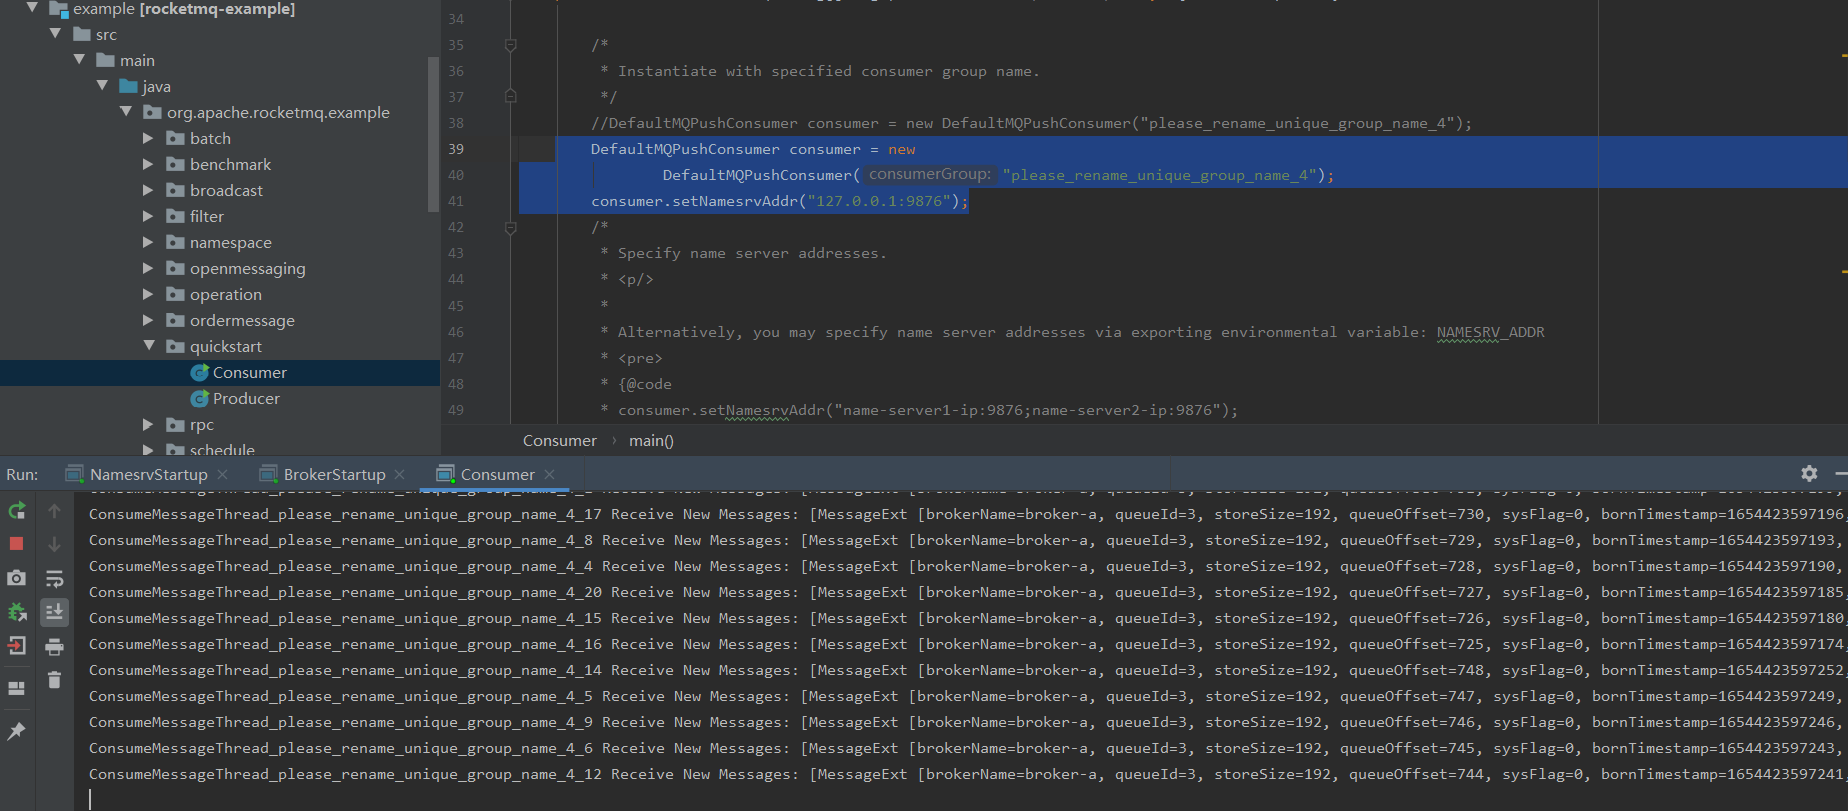 example [rocketmq-example]
src
main
java
org.apache.rocketmq.example
batch
benchmark
broadcast
filter
namespace
openmessaging
operation
ordermessage
quickstart
Consumer
Producer
rpc
schedule
34
35 /*
36 * Instantiate with specified consumer group name.
37 */
38 //DefaultMQPushConsumer consumer = new DefaultMQPushConsumer("please_rename_unique_group_name_4");
39 DefaultMQPushConsumer consumer = new
40 DefaultMQPushConsumer( consumerGroup: "please_rename_unique_group_name_4");
41 consumer.setNamesrvAddr("127.0.0.1:9876");
42 /*
43 * Specify name server addresses.
44 * <p/>
45 *
46 * Alternatively, you may specify name server addresses via exporting environmental variable: NAMESRV_ADDR
47 * <pre>
48 * {@code
49 * consumer.setNamesrvAddr("name-server1-ip:9876;name-server2-ip:9876");
Consumer › main()
Run: NamesrvStartup × BrokerStartup × Consumer ×
ConsumeMessageThread_please_rename_unique_group_name_4_17 Receive New Messages: [MessageExt [brokerName=broker-a, queueId=3, storeSize=192, queueOffset=730, sysFlag=0, bornTimestamp=1654423597196,
ConsumeMessageThread_please_rename_unique_group_name_4_8 Receive New Messages: [MessageExt [brokerName=broker-a, queueId=3, storeSize=192, queueOffset=729, sysFlag=0, bornTimestamp=1654423597193,
ConsumeMessageThread_please_rename_unique_group_name_4_4 Receive New Messages: [MessageExt [brokerName=broker-a, queueId=3, storeSize=192, queueOffset=728, sysFlag=0, bornTimestamp=1654423597190,
ConsumeMessageThread_please_rename_unique_group_name_4_20 Receive New Messages: [MessageExt [brokerName=broker-a, queueId=3, storeSize=192, queueOffset=727, sysFlag=0, bornTimestamp=1654423597185,
ConsumeMessageThread_please_rename_unique_group_name_4_15 Receive New Messages: [MessageExt [brokerName=broker-a, queueId=3, storeSize=192, queueOffset=726, sysFlag=0, bornTimestamp=1654423597180,
ConsumeMessageThread_please_rename_unique_group_name_4_16 Receive New Messages: [MessageExt [brokerName=broker-a, queueId=3, storeSize=192, queueOffset=725, sysFlag=0, bornTimestamp=1654423597174,
ConsumeMessageThread_please_rename_unique_group_name_4_14 Receive New Messages: [MessageExt [brokerName=broker-a, queueId=3, storeSize=192, queueOffset=748, sysFlag=0, bornTimestamp=1654423597252,
ConsumeMessageThread_please_rename_unique_group_name_4_5 Receive New Messages: [MessageExt [brokerName=broker-a, queueId=3, storeSize=192, queueOffset=747, sysFlag=0, bornTimestamp=1654423597249,
ConsumeMessageThread_please_rename_unique_group_name_4_9 Receive New Messages: [MessageExt [brokerName=broker-a, queueId=3, storeSize=192, queueOffset=746, sysFlag=0, bornTimestamp=1654423597246,
ConsumeMessageThread_please_rename_unique_group_name_4_6 Receive New Messages: [MessageExt [brokerName=broker-a, queueId=3, storeSize=192, queueOffset=745, sysFlag=0, bornTimestamp=1654423597243,
ConsumeMessageThread_please_rename_unique_group_name_4_12 Receive New Messages: [MessageExt [brokerName=broker-a, queueId=3, storeSize=192, queueOffset=744, sysFlag=0, bornTimestamp=1654423597241,